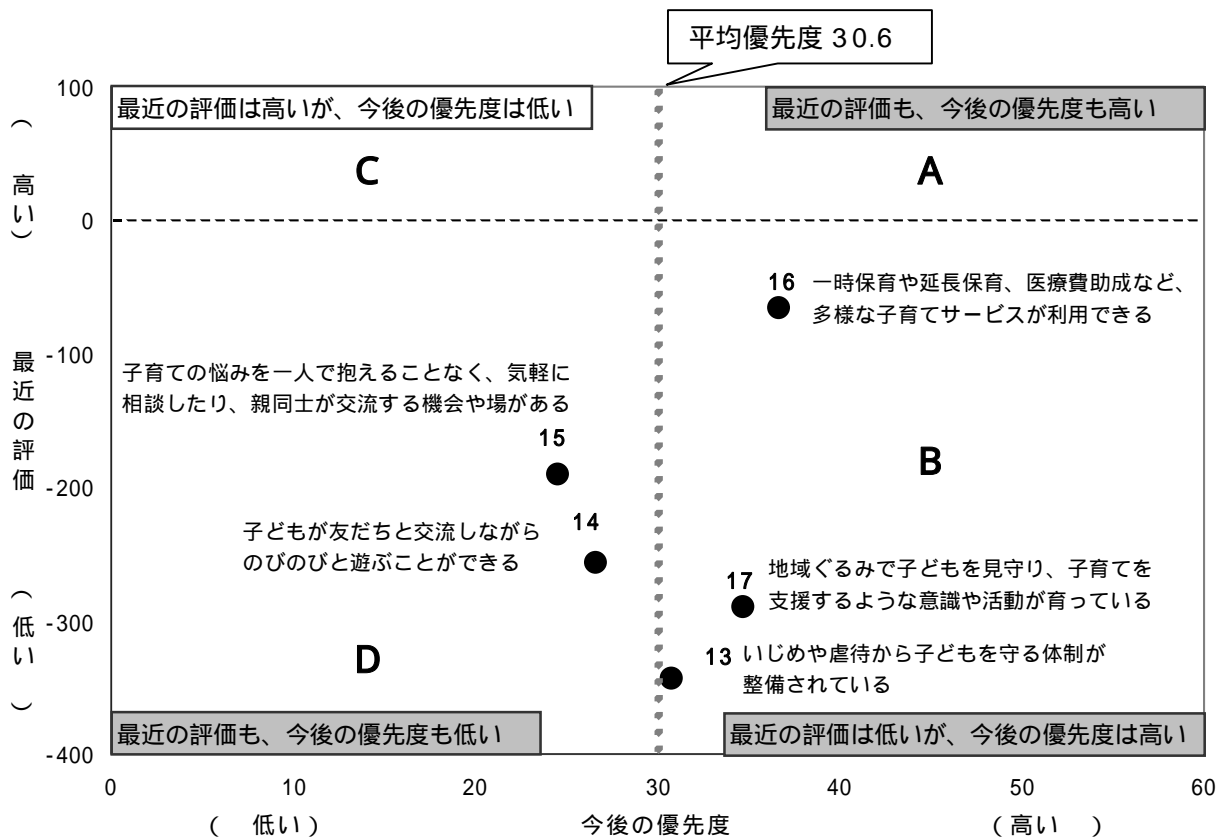 平均優先度 30.6
100
最近の評価は高いが、今後の優先度は低い
最近の評価も、今後の優先度も高い
C
A
（ 高い）
0
16 一時保育や延長保育、医療費助成など、
多様な子育てサービスが利用できる
-100
最近の評価
子育ての悩みを一人で抱えることなく、気軽に
相談したり、親同士が交流する機会や場がある
15
B
-200
14
子どもが友だちと交流しながら
のびのびと遊ぶことができる
17 地域ぐるみで子どもを見守り、子育てを
支援するような意識や活動が育っている
-300
（低い ）
D
13 いじめや虐待から子どもを守る体制が
整備されている
最近の評価も、今後の優先度も低い
最近の評価は低いが、今後の優先度は高い
-400
0 10 20 30 40 50 60
（ 低い） 今後の優先度 （高い ）